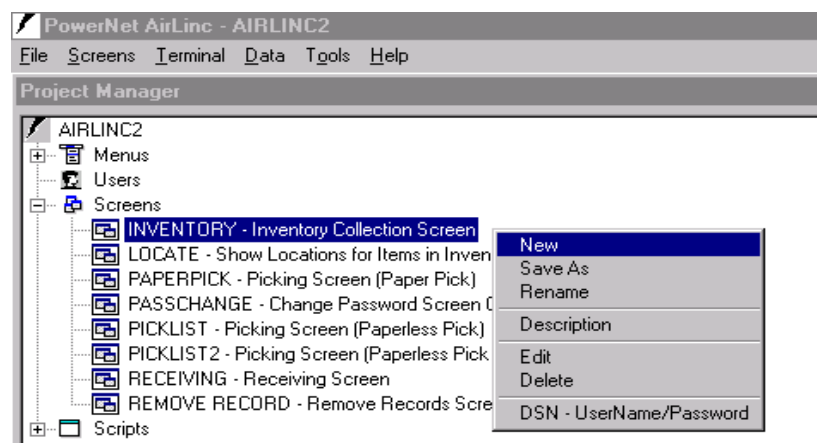 PowerNet AirLinc - AIRLINC2
File Screens Terminal Data Tools Help
Project Manager
AIRLINC2
Menus
Users
Screens
INVENTORY - Inventory Collection Screen
LOCATE - Show Locations for Items in Inven
PAPERPICK - Picking Screen (Paper Pick)
PASSCHANGE - Change Password Screen
PICKLIST - Picking Screen (Paperless Pick)
PICKLIST2 - Picking Screen (Paperless Pick
RECEIVING - Receiving Screen
REMOVE RECORD - Remove Records Scre
Scripts
New
Save As
Rename
Description
Edit
Delete
DSN - UserName/Password